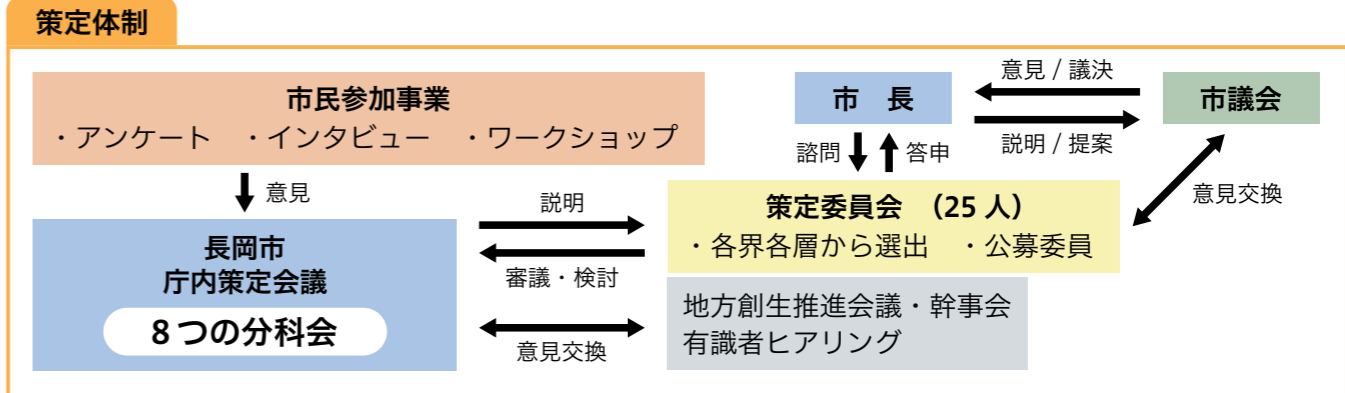 策定体制
市民参加事業
・アンケート ・インタビュー ・ワークショップ
意見
長岡市
庁内策定会議
8つの分科会
説明
審議・検討
意見交換
市 長
意見 / 議決
説明 / 提案
市議会
諮問
答申
意見交換
策定委員会 （25 人）
・各界各層から選出 ・公募委員
地方創生推進会議・幹事会
有識者ヒアリング